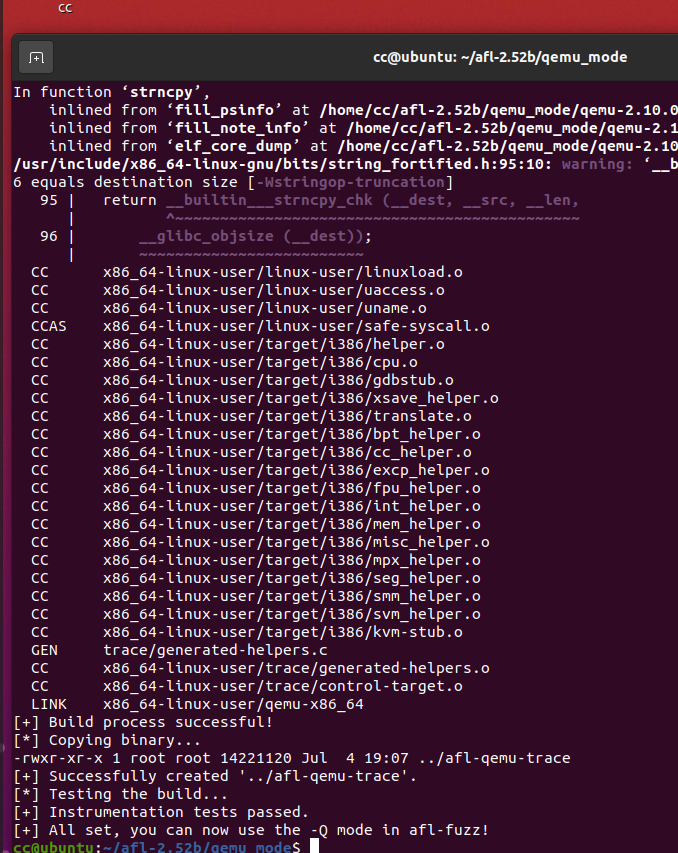 cc
cc@ubuntu: ~/afl-2.52b/qemu_mode
In function ‘strncpy’,
    inlined from ‘fill_psinfo’ at /home/cc/afl-2.52b/qemu_mode/qemu-2.10.0
    inlined from ‘fill_note_info’ at /home/cc/afl-2.52b/qemu_mode/qemu-2.1
    inlined from ‘elf_core_dump’ at /home/cc/afl-2.52b/qemu_mode/qemu-2.10
/usr/include/x86_64-linux-gnu/bits/string_fortified.h:95:10: warning: ‘__b
6 equals destination size [-Wstringop-truncation]
   95 |   return __builtin___strncpy_chk (__dest, __src, __len,
      |          ^~~~~~~~~~~~~~~~~~~~~~~~~~~~~~~~~~~~~~~~~~~~~~
   96 |       __glibc_objsize (__dest));
      |       ~~~~~~~~~~~~~~~~~~~~~~~~~
  CC      x86_64-linux-user/linux-user/linuxload.o
  CC      x86_64-linux-user/linux-user/uaccess.o
  CC      x86_64-linux-user/linux-user/uname.o
  CCAS    x86_64-linux-user/linux-user/safe-syscall.o
  CC      x86_64-linux-user/target/i386/helper.o
  CC      x86_64-linux-user/target/i386/cpu.o
  CC      x86_64-linux-user/target/i386/gdbstub.o
  CC      x86_64-linux-user/target/i386/xsave_helper.o
  CC      x86_64-linux-user/target/i386/translate.o
  CC      x86_64-linux-user/target/i386/bpt_helper.o
  CC      x86_64-linux-user/target/i386/cc_helper.o
  CC      x86_64-linux-user/target/i386/excp_helper.o
  CC      x86_64-linux-user/target/i386/fpu_helper.o
  CC      x86_64-linux-user/target/i386/int_helper.o
  CC      x86_64-linux-user/target/i386/mem_helper.o
  CC      x86_64-linux-user/target/i386/misc_helper.o
  CC      x86_64-linux-user/target/i386/mpx_helper.o
  CC      x86_64-linux-user/target/i386/seg_helper.o
  CC      x86_64-linux-user/target/i386/smm_helper.o
  CC      x86_64-linux-user/target/i386/svm_helper.o
  CC      x86_64-linux-user/target/i386/kvm-stub.o
  GEN     trace/generated-helpers.c
  CC      x86_64-linux-user/trace/generated-helpers.o
  CC      x86_64-linux-user/trace/control-target.o
  LINK    x86_64-linux-user/qemu-x86_64
[+] Build process successful!
[*] Copying binary...
-rwxr-xr-x 1 root root 14221120 Jul  4 19:07 ../afl-qemu-trace
[+] Successfully created '../afl-qemu-trace'.
[*] Testing the build...
[+] Instrumentation tests passed.
[+] All set, you can now use the -Q mode in afl-fuzz!
cc@ubuntu:~/afl-2.52b/qemu_mode$